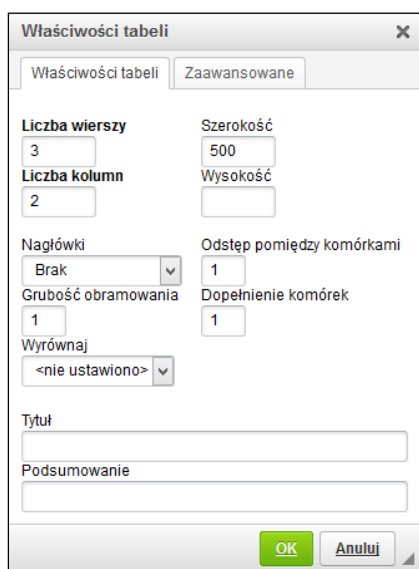 Właściwości tabeli
Właściwości tabeli Zaawansowane
Liczba wierszy Szerokość
3 500
Liczba kolumn Wysokość
2
Nagłówki Odstęp pomiędzy komórkami
Brak 1
Grubość obramowania Dopełnienie komórek
1 1
Wyrównaj
<nie ustawiono>
Tytuł
Podsumowanie
OK Anuluj